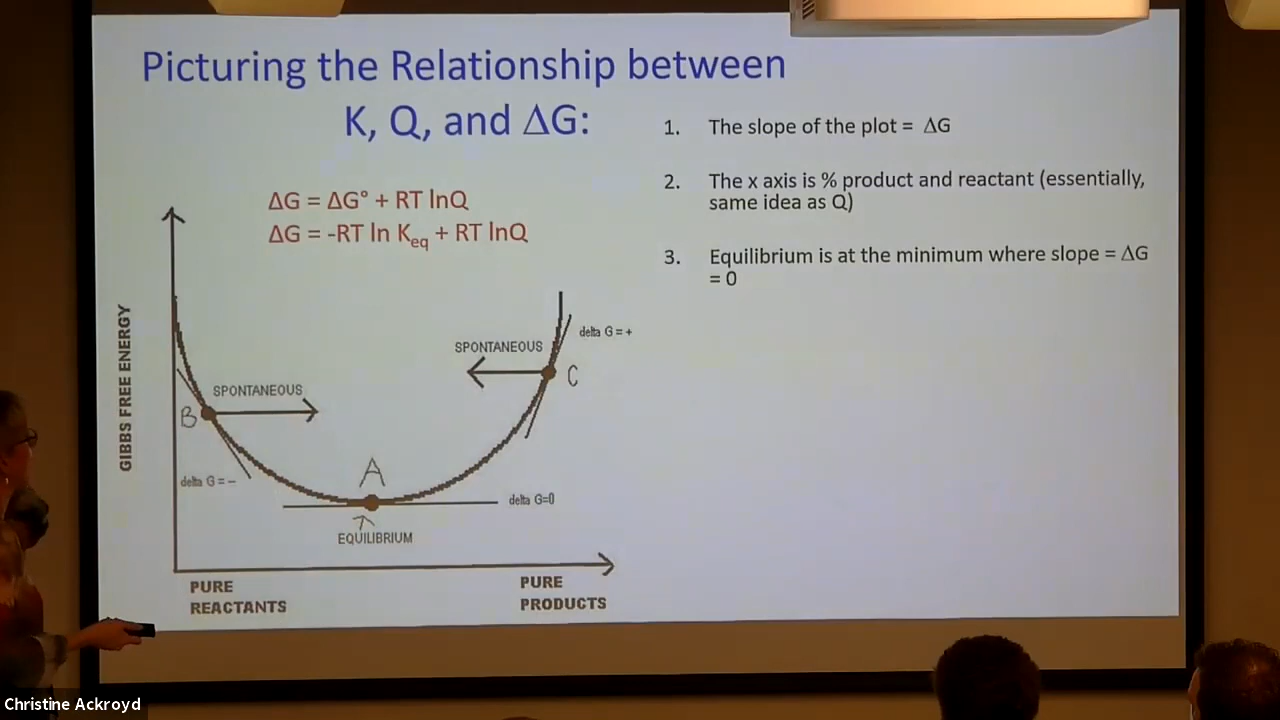 Picturing the Relationship between
K, Q, and ΔG:
1. The slope of the plot = ΔG
2. The x axis is % product and reactant (essentially,
same idea as Q)
3. Equilibrium is at the minimum where slope = ΔG
= 0
ΔG = ΔG° + RT lnQ
ΔG = -RT ln Keq + RT lnQ
GIBBS FREE ENERGY
delta G = +
SPONTANEOUS
C
SPONTANEOUS
B
A
delta G = –
delta G=0
EQUILIBRIUM
PURE
REACTANTS
PURE
PRODUCTS
Christine Ackroyd